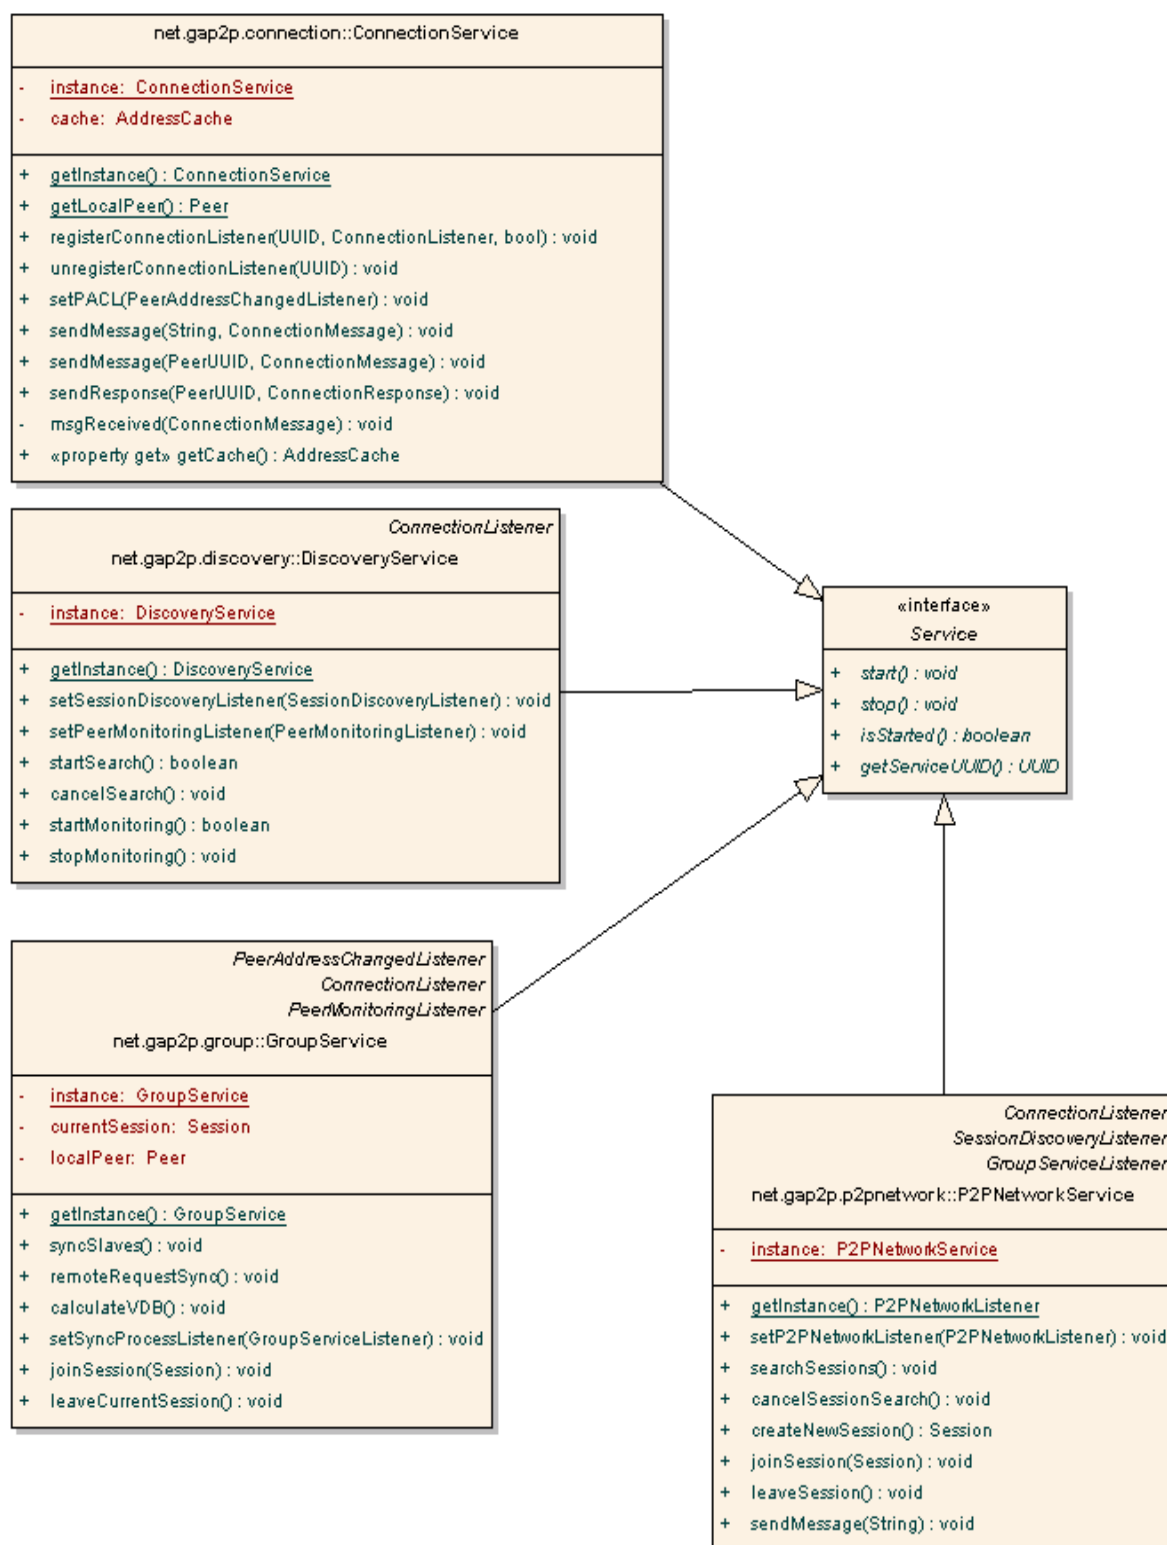 net.gap2p.connection::ConnectionService
- instance: ConnectionService
- cache: AddressCache
+ getInstance() : ConnectionService
+ getLocalPeer() : Peer
+ registerConnectionListener(UUID, ConnectionListener, bool) : void
+ unregisterConnectionListener(UUID) : void
+ setPACL(PeerAddressChangedListener) : void
+ sendMessage(String, ConnectionMessage) : void
+ sendMessage(PeerUUID, ConnectionMessage) : void
+ sendResponse(PeerUUID, ConnectionResponse) : void
- msgReceived(ConnectionMessage) : void
+ «property get» getCache() : AddressCache
ConnectionListener
net.gap2p.discovery::DiscoveryService
- instance: DiscoveryService
+ getInstance() : DiscoveryService
+ setSessionDiscoveryListener(SessionDiscoveryListener) : void
+ setPeerMonitoringListener(PeerMonitoringListener) : void
+ startSearch() : boolean
+ cancelSearch() : void
+ startMonitoring() : boolean
+ stopMonitoring() : void
«interface»
Service
+ start() : void
+ stop() : void
+ isStarted() : boolean
+ getServiceUUID() : UUID
PeerAddressChangedListener
ConnectionListener
PeerMonitoringListener
net.gap2p.group::GroupService
- instance: GroupService
- currentSession: Session
- localPeer: Peer
+ getInstance() : GroupService
+ syncSlaves() : void
+ remoteRequestSync() : void
+ calculateVDB() : void
+ setSyncProcessListener(GroupServiceListener) : void
+ joinSession(Session) : void
+ leaveCurrentSession() : void
ConnectionListener
SessionDiscoveryListener
GroupServiceListener
net.gap2p.p2pnetwork::P2PNetworkService
- instance: P2PNetworkService
+ getInstance() : P2PNetworkListener
+ setP2PNetworkListener(P2PNetworkListener) : void
+ searchSessions() : void
+ cancelSessionSearch() : void
+ createNewSession() : Session
+ joinSession(Session) : void
+ leaveSession() : void
+ sendMessage(String) : void